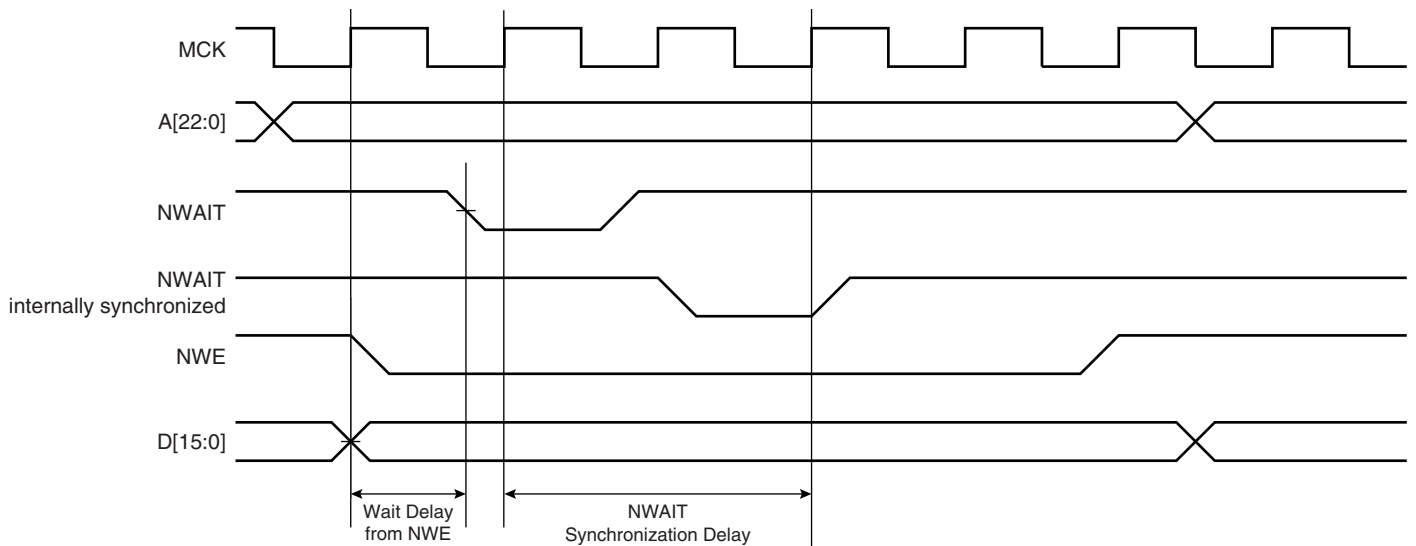 MCK
A[22:0]
NWAIT
NWAIT
internally synchronized
NWE
D[15:0]
Wait Delay
from NWE
NWAIT
Synchronization Delay